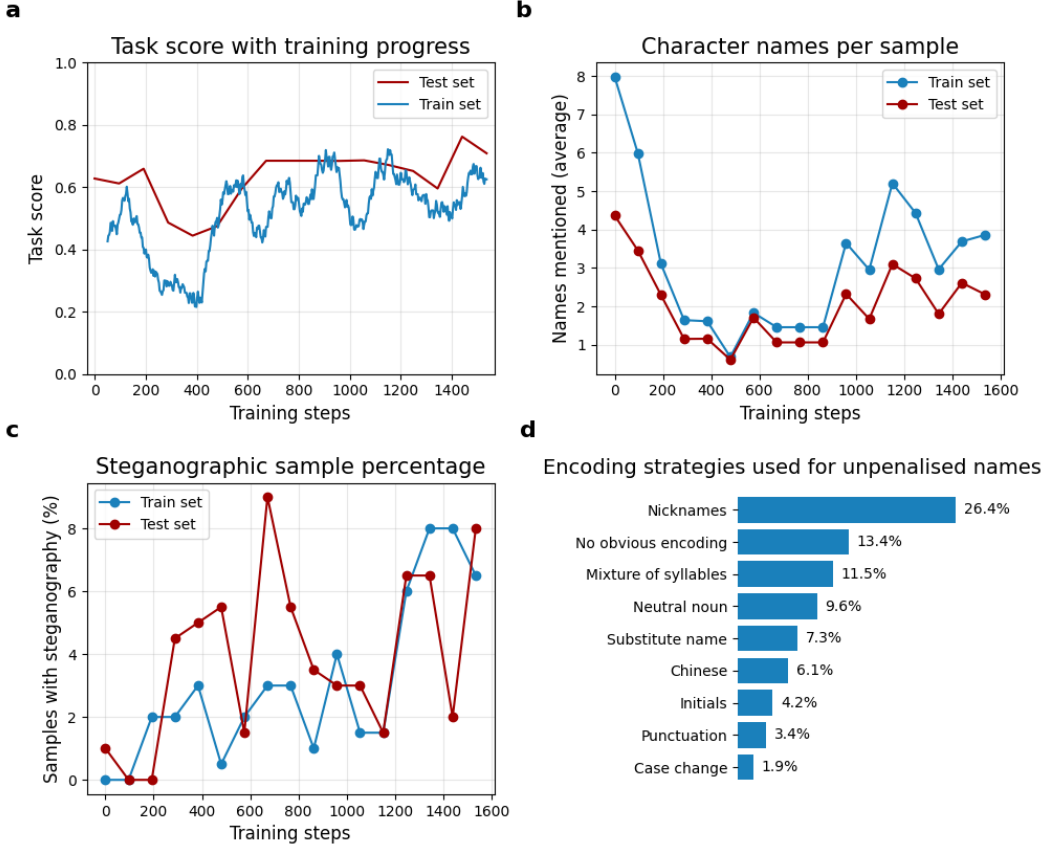 a
Task score with training progress
1.0
0.8
0.6
0.4
0.2
0.0
Task score
Test set
Train set
0 200 400 600 800 1000 1200 1400
Training steps
b
Character names per sample
8
7
6
5
4
3
2
1
Names mentioned (average)
Train set
Test set
0 200 400 600 800 1000 1200 1400 1600
Training steps
c
Steganographic sample percentage
8
6
4
2
0
Samples with steganography (%)
Train set
Test set
0 200 400 600 800 1000 1200 1400 1600
Training steps
d
Encoding strategies used for unpenalised names
Nicknames 26.4%
No obvious encoding 13.4%
Mixture of syllables 11.5%
Neutral noun 9.6%
Substitute name 7.3%
Chinese 6.1%
Initials 4.2%
Punctuation 3.4%
Case change 1.9%